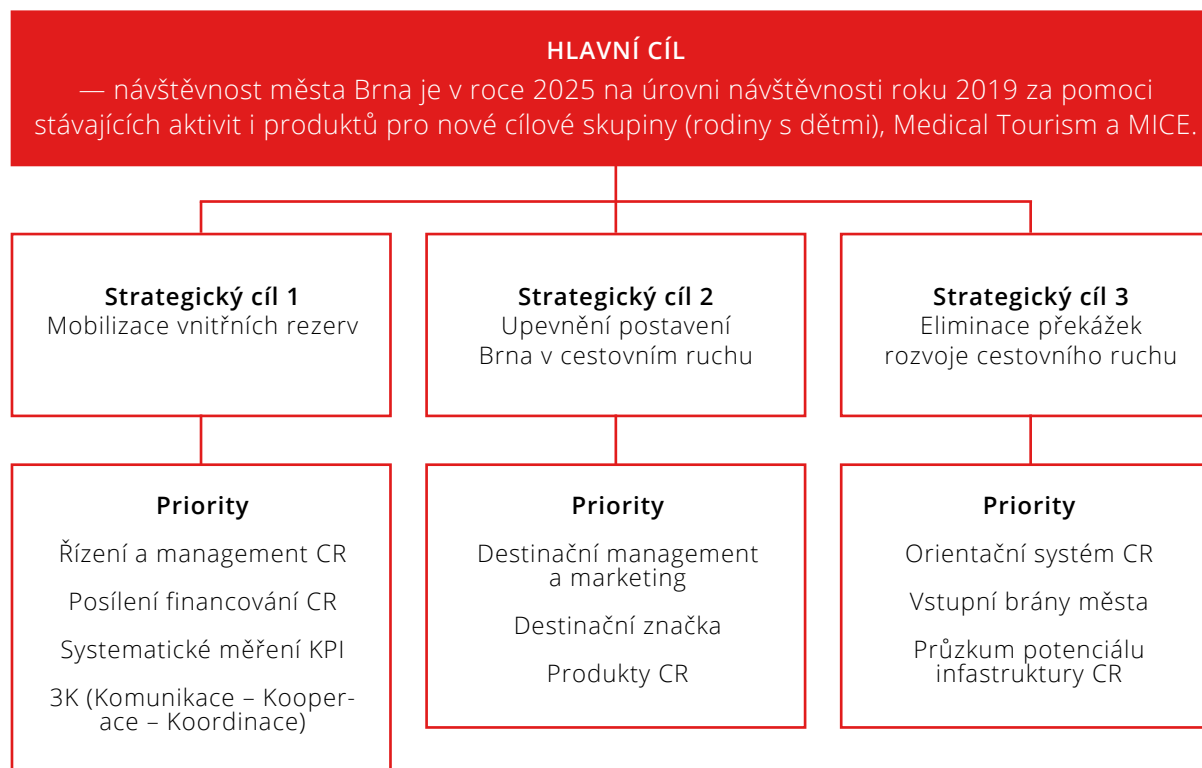 HLAVNÍ CÍL
— návštěvnost města Brna je v roce 2025 na úrovni návštěvnosti roku 2019 za pomoci
stávajících aktivit i produktů pro nové cílové skupiny (rodiny s dětmi), Medical Tourism a MICE.
Strategický cíl 1
Mobilizace vnitřních rezerv
Strategický cíl 2
Upevnění postavení
Brna v cestovním ruchu
Strategický cíl 3
Eliminace překážek
rozvoje cestovního ruchu
Priority
Řízení a management CR
Posílení financování CR
Systematické měření KPI
3K (Komunikace – Kooper-
ace – Koordinace)
Priority
Destinační management
a marketing
Destinační značka
Produkty CR
Priority
Orientační systém CR
Vstupní brány města
Průzkum potenciálu
infastruktury CR